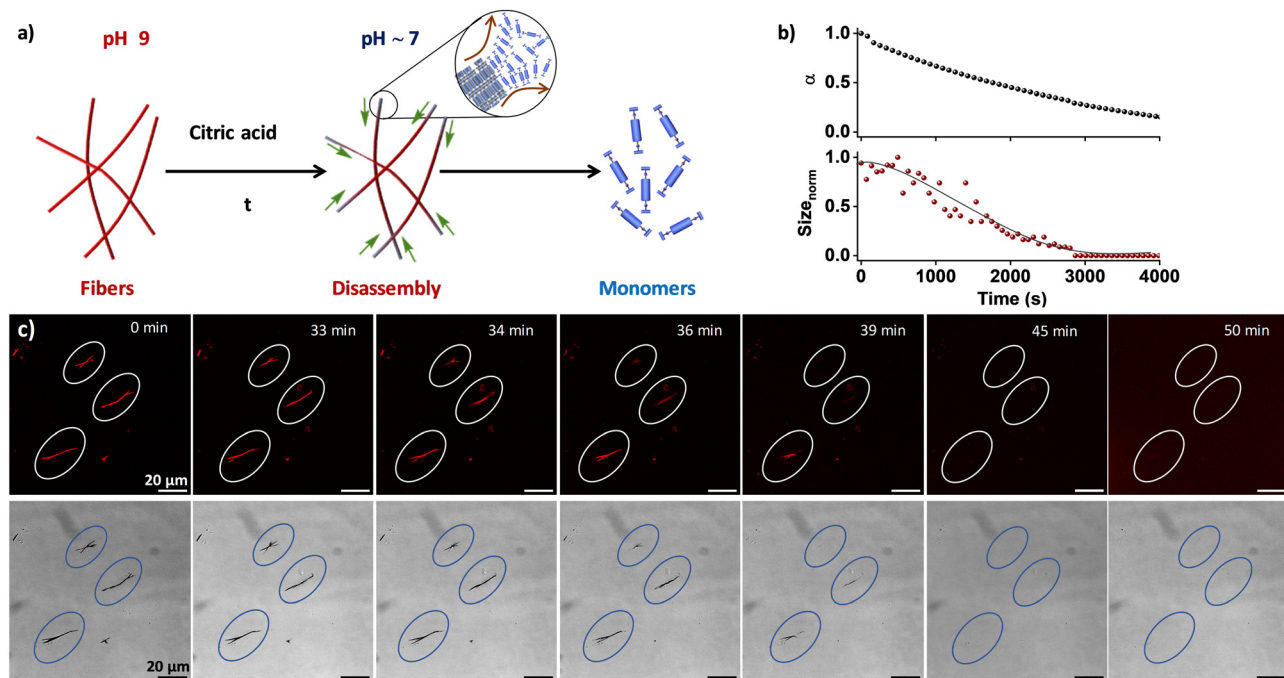 a)
pH 9
pH ~ 7
Citric acid
t
Fibers
Disassembly
Monomers
b)
1.0
0.5
0.0
α
1.0
0.5
0.0
Sizenorm
0
1000
2000
3000
4000
Time (s)
c)
0 min
33 min
34 min
36 min
39 min
45 min
50 min
20 µm
20 µm